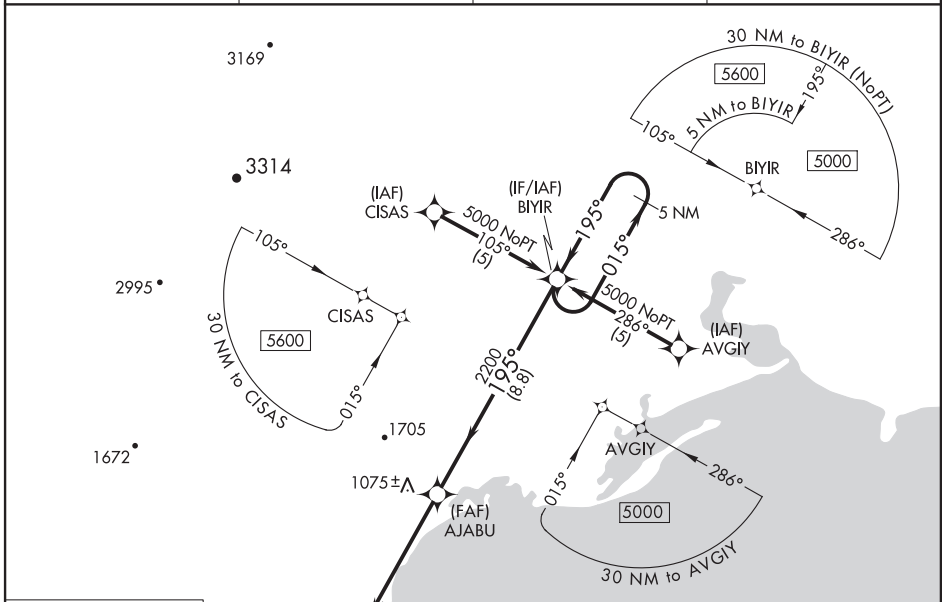 3169
3314
2995
1672
1705
1075±
30 NM to BIYIR (NoPT)
5600
195°
5 NM to BIYIR
105°
5000
BIYIR
286°
(IAF)
CISAS
5000 NoPT
105°
(5)
(IF/IAF)
BIYIR
195°
015°
5 NM
5000 NoPT
286°
(5)
(IAF)
AVGIY
105°
CISAS
5600
30 NM to CISAS
015°
2200
195°
(8.8)
(FAF)
AJABU
AVGIY
015°
286°
5000
30 NM to AVGIY